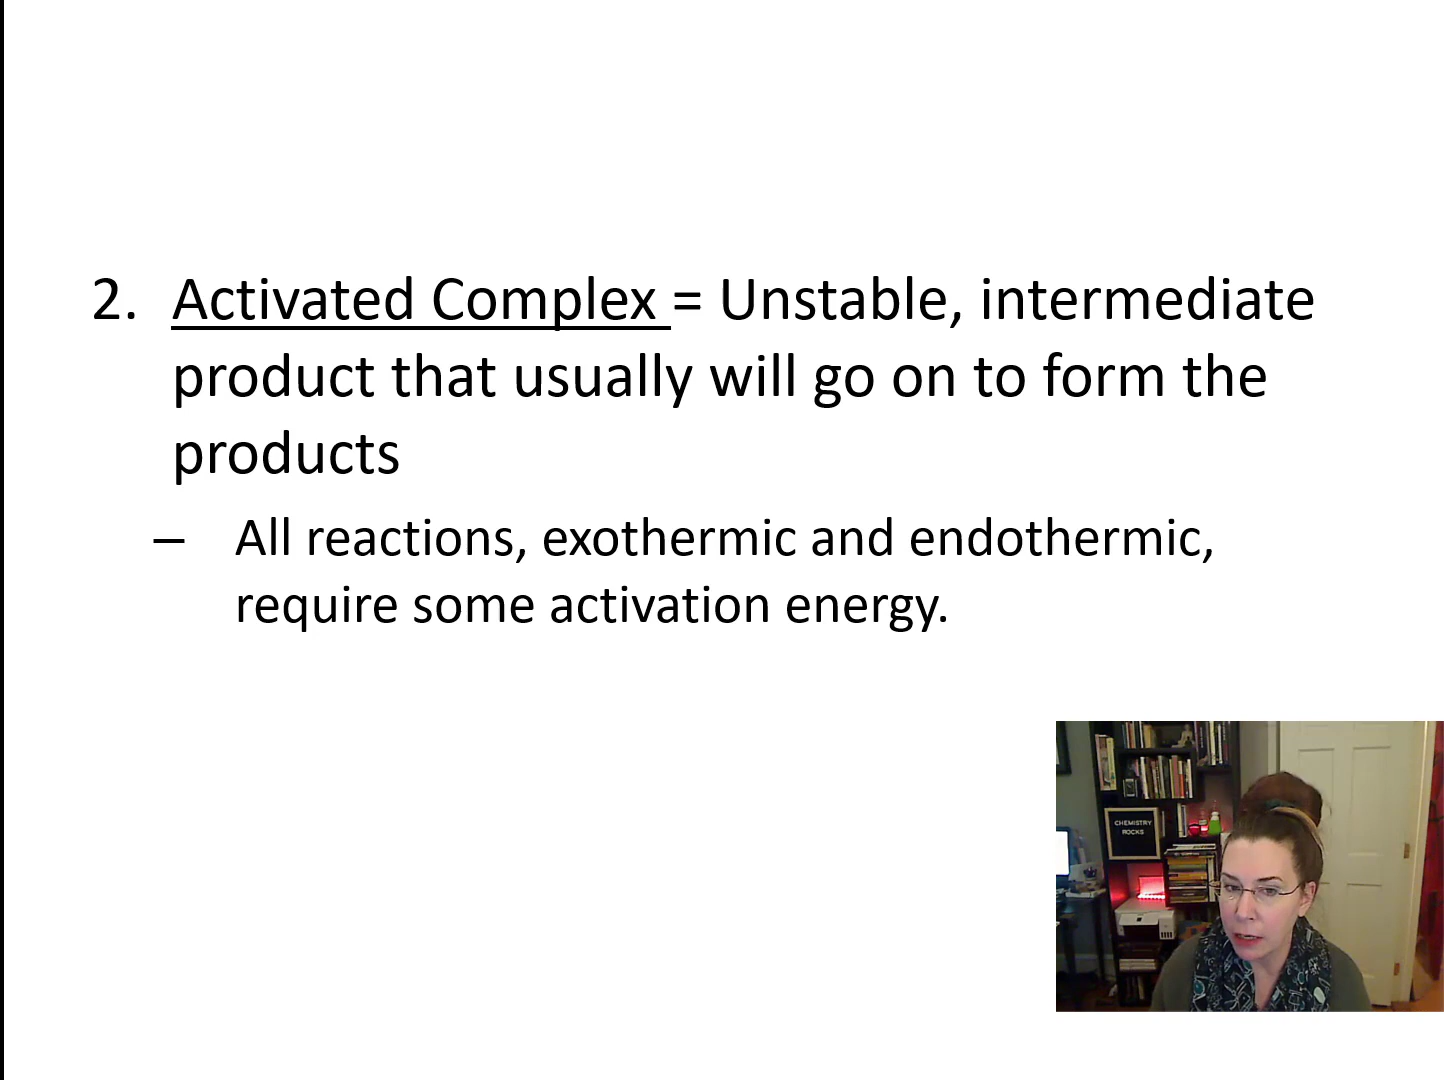 2. Activated Complex = Unstable, intermediate
product that usually will go on to form the
products
– All reactions, exothermic and endothermic,
require some activation energy.
CHEMISTRY
ROCKS